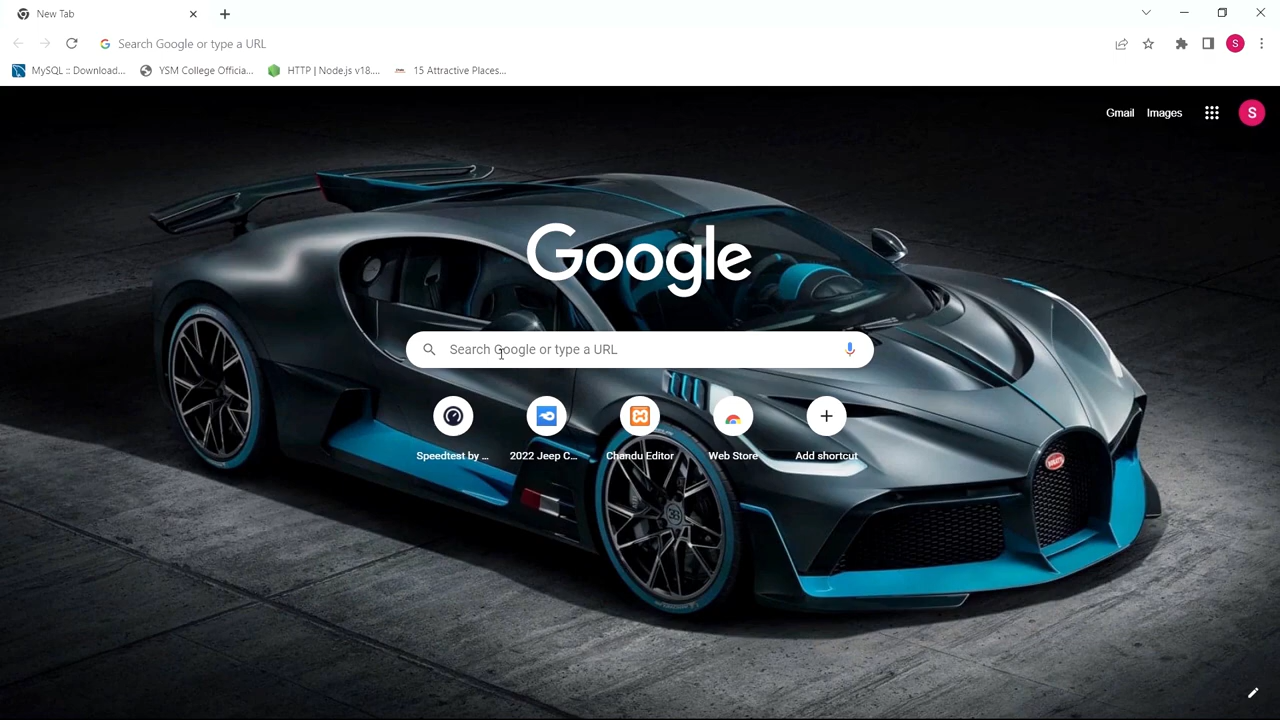 New Tab
Search Google or type a URL
MySQL :: Download... YSM College Officia... HTTP | Node.js v18.... 15 Attractive Places...
Gmail Images S
Google
Search Google or type a URL
Speedtest by ... 2022 Jeep C... Chandu Editor Web Store Add shortcut